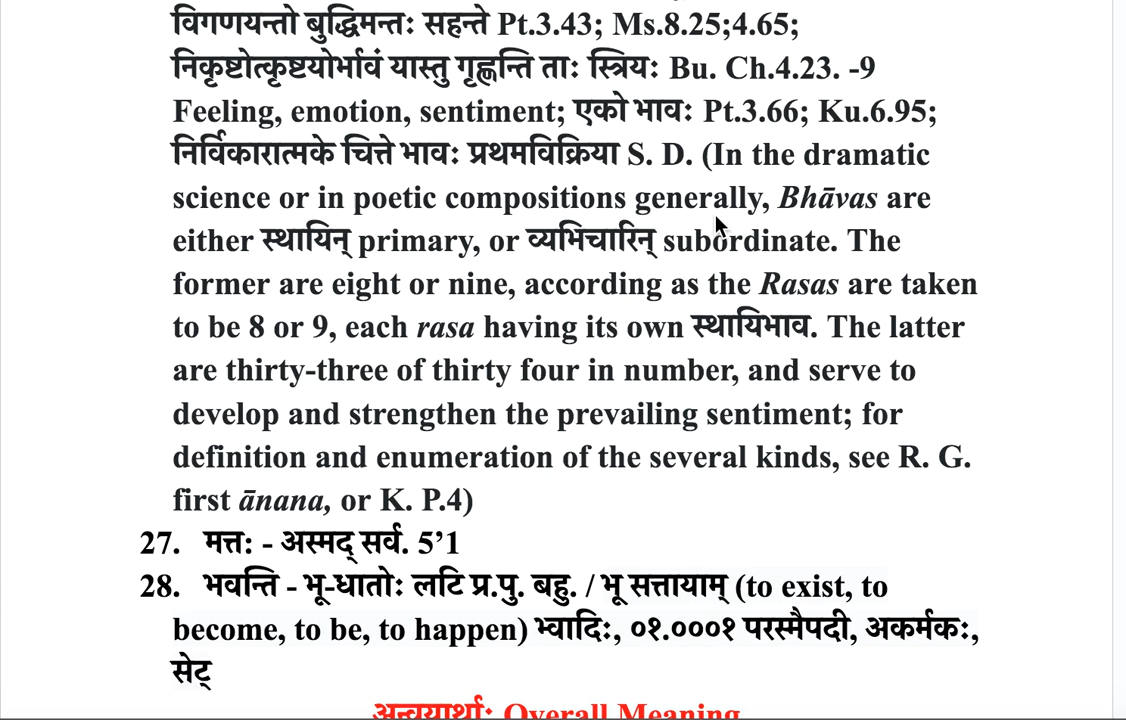 विगणयन्तो बुद्धिमन्तः सहन्ते Pt.3.43; Ms.8.25;4.65;
निकृष्टोत्कृष्टयोर्भावं यास्तु गृह्णन्ति ताः स्त्रियः Bu. Ch.4.23. -9
Feeling, emotion, sentiment; एको भावः Pt.3.66; Ku.6.95;
निर्विकारात्मके चित्ते भावः प्रथमविक्रिया S. D. (In the dramatic
science or in poetic compositions generally, Bhāvas are
either स्थायिन् primary, or व्यभिचारिन् subordinate. The
former are eight or nine, according as the Rasas are taken
to be 8 or 9, each rasa having its own स्थायिभाव. The latter
are thirty-three of thirty four in number, and serve to
develop and strengthen the prevailing sentiment; for
definition and enumeration of the several kinds, see R. G.
first ānana, or K. P.4)
27. मत्त: - अस्मद् सर्व. 5’1
28. भवन्ति - भू-धातोः लटि प्र.पु. बहु. / भू सत्तायाम् (to exist, to
become, to be, to happen) भ्वादिः, ०१.०००१ परस्मैपदी, अकर्मकः,
सेट्
अन्वयार्थाः Overall Meaning